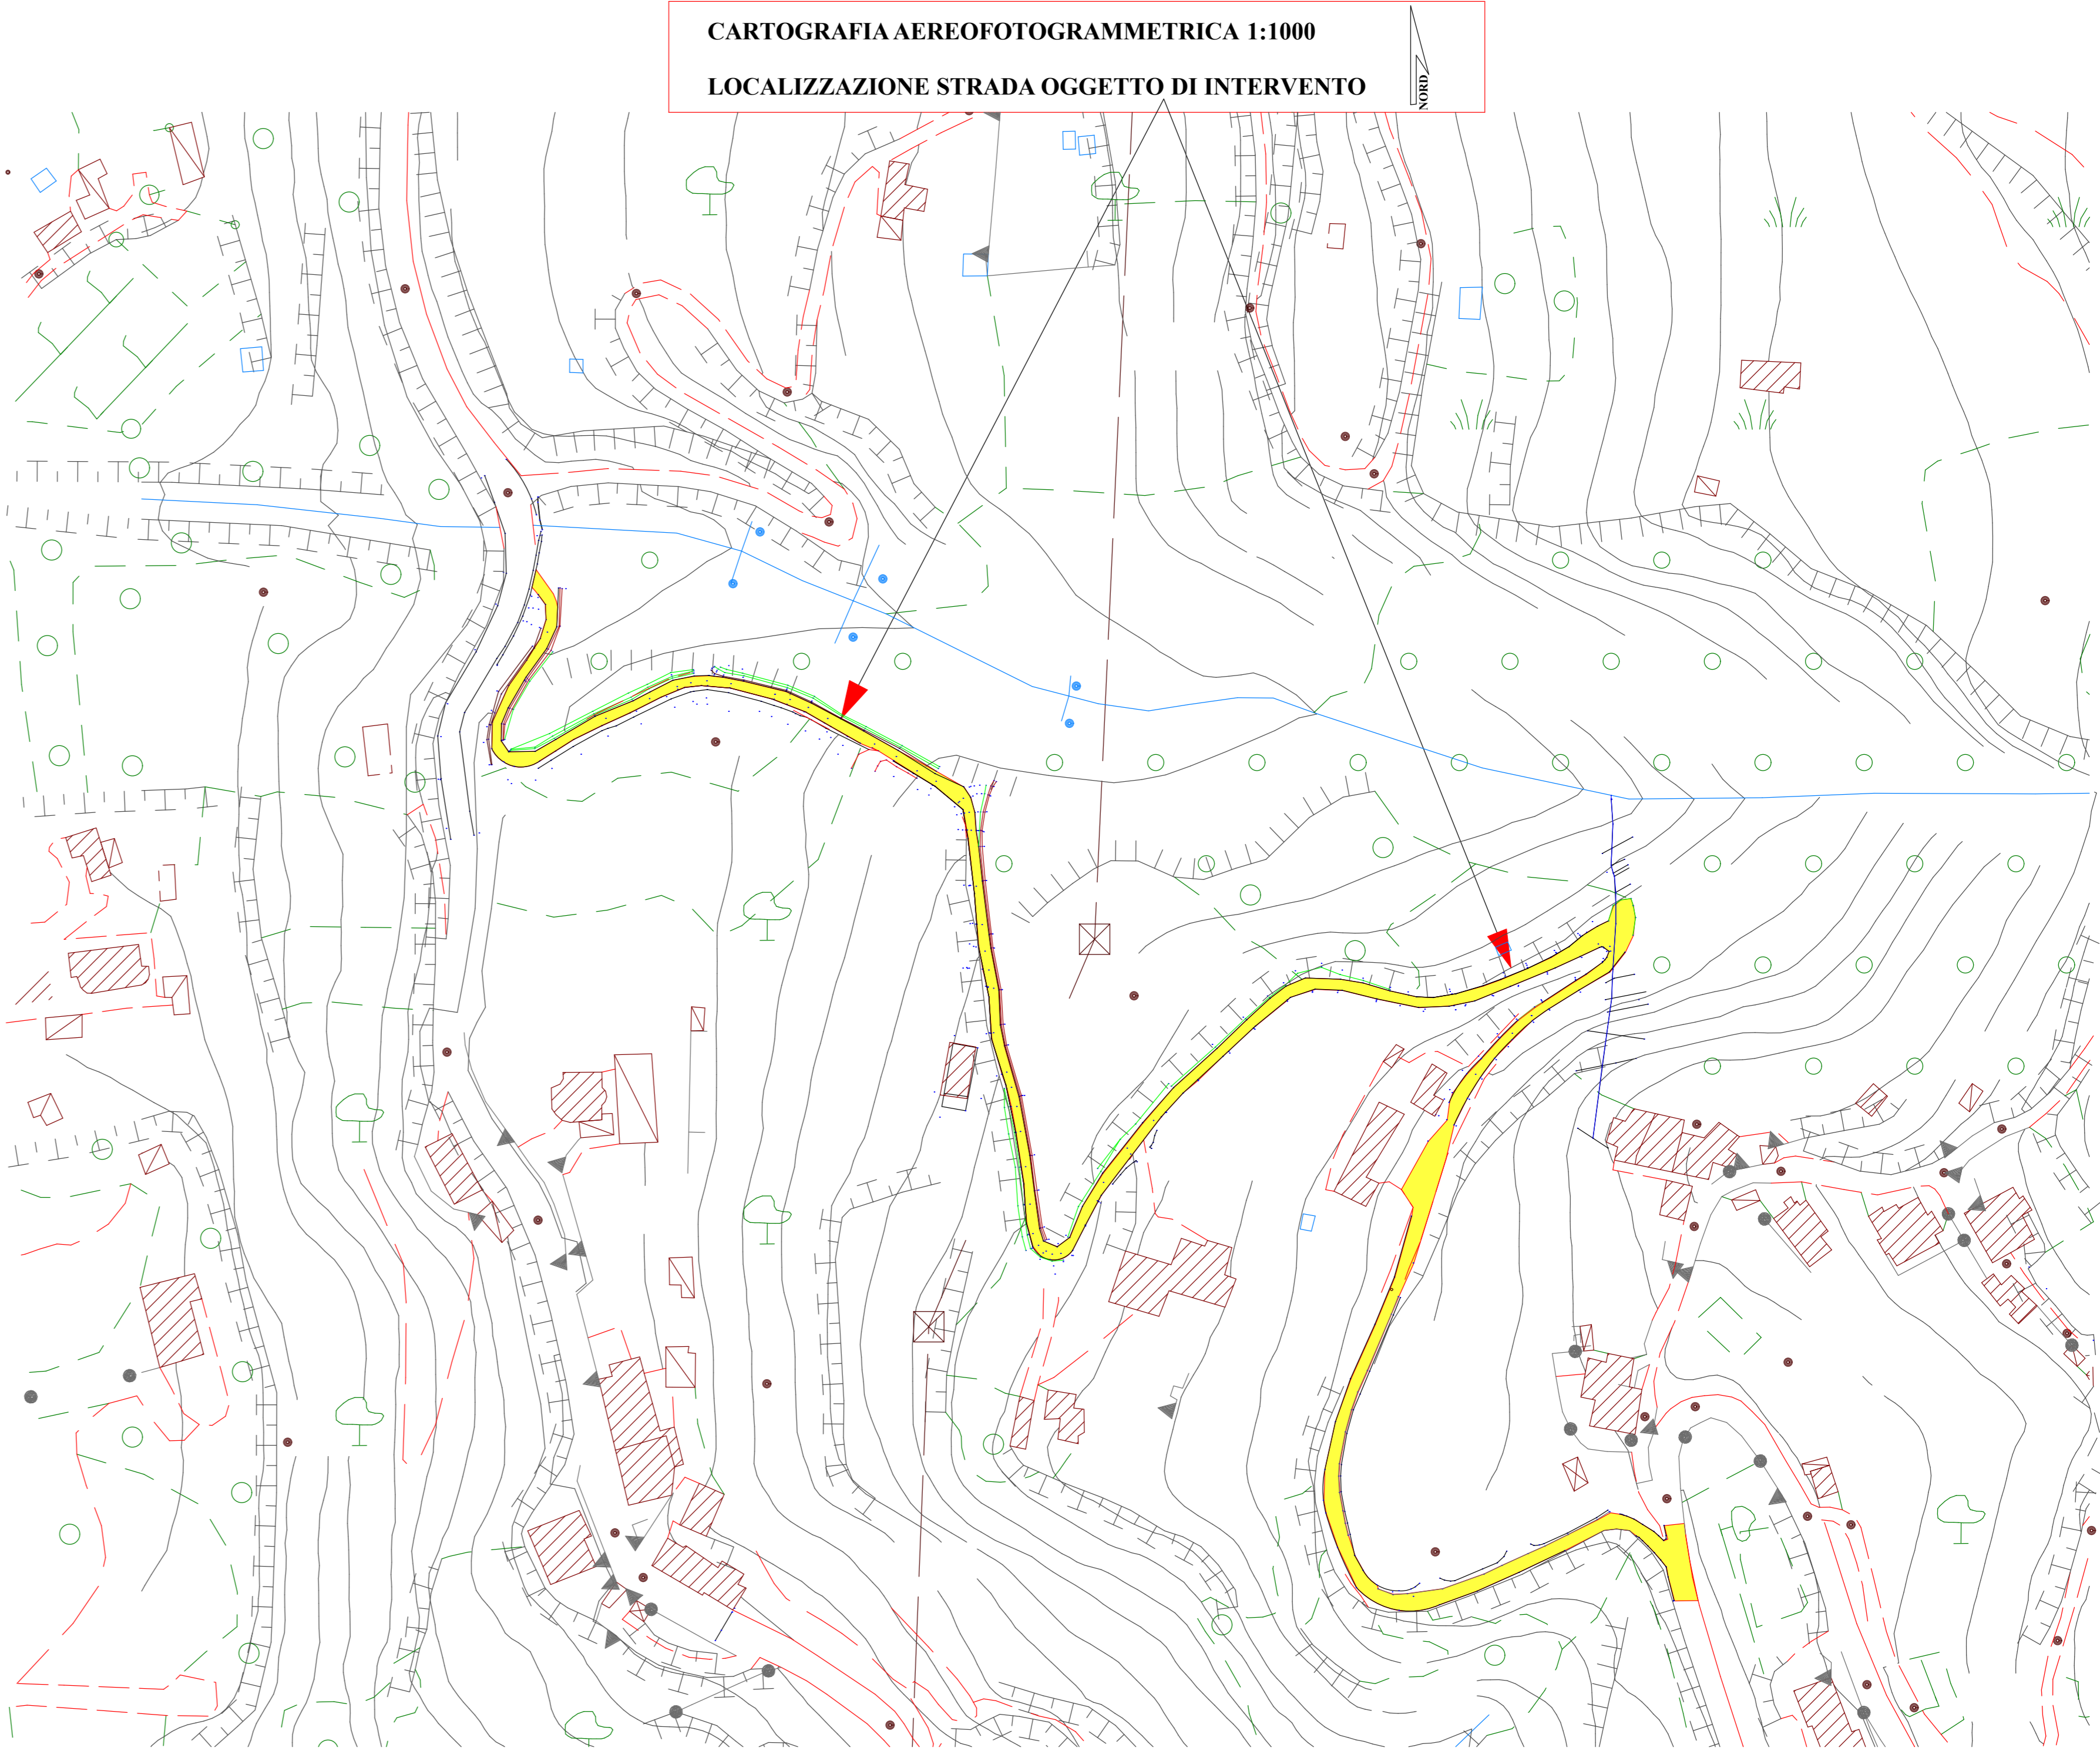 CARTOGRAFIA AEREOFOTOGRAMMETRICA 1:1000
LOCALIZZAZIONE STRADA OGGETTO DI INTERVENTO
NORD